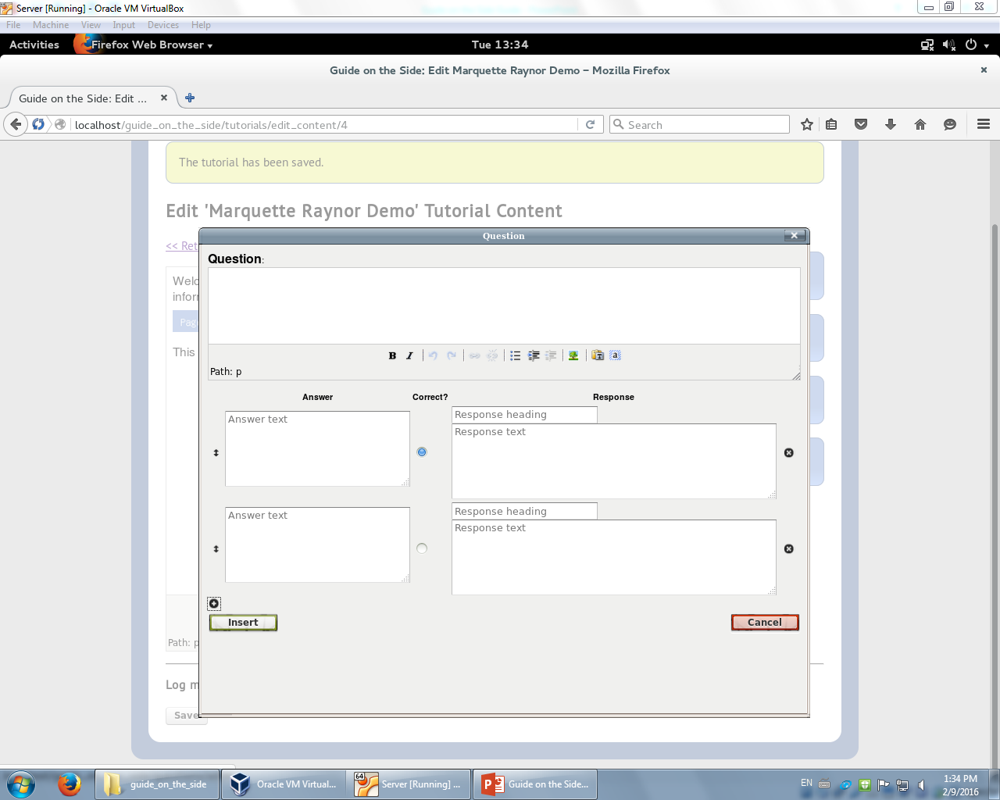 Server [Running] - Oracle VM VirtualBox
File Machine View Input Devices Help
Activities Firefox Web Browser Tue 13:34
Guide on the Side: Edit Marquette Raynor Demo – Mozilla Firefox
Guide on the Side: Edit ...
localhost/guide_on_the_side/tutorials/edit_content/4 Search
The tutorial has been saved.
Edit 'Marquette Raynor Demo' Tutorial Content
<< Ret
Question
Question:
Welc
infor
Pag
This
B I
Path: p
Answer Correct? Response
Answer text Response heading
Response text
Answer text Response heading
Response text
Insert Cancel
Path: p
Log m
Save
guide_on_the_side Oracle VM Virtual... 64 Server [Running] ... Guide on the Side... EN 1:34 PM
2/9/2016